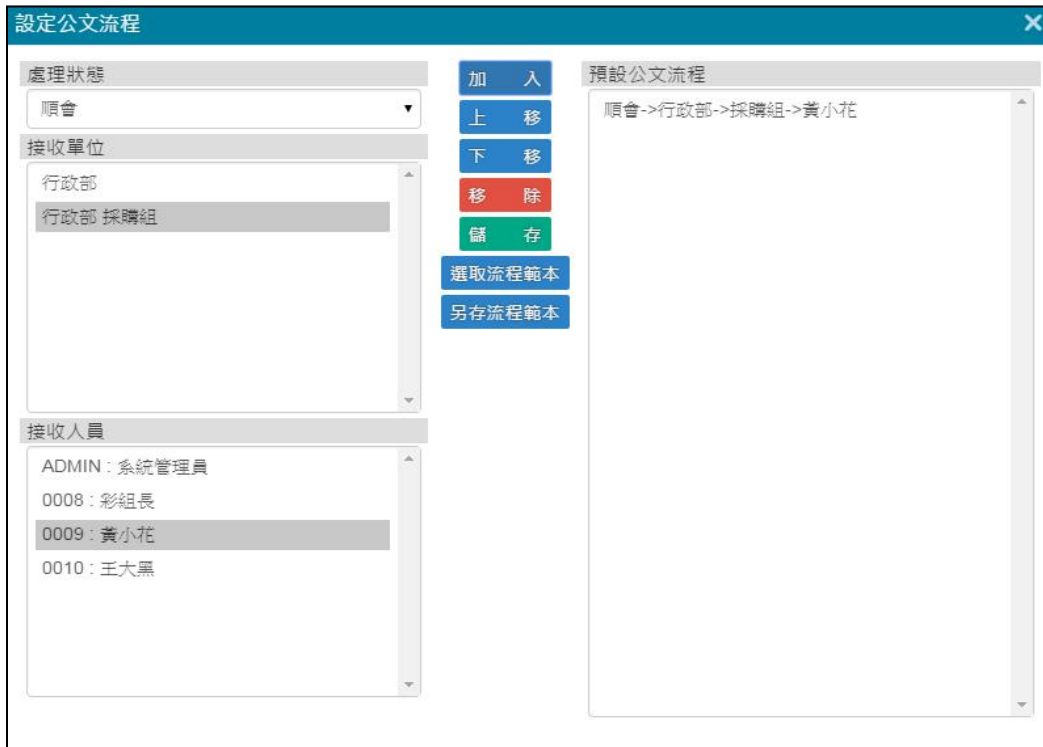 設定公文流程
處理狀態
順會
接收單位
行政部
行政部 採購組
接收人員
ADMIN : 系統管理員
0008 : 彩組長
0009 : 黃小花
0010 : 王大黑
加 入
上 移
下 移
移 除
儲 存
選取流程範本
另存流程範本
預設公文流程
順會->行政部->採購組->黃小花